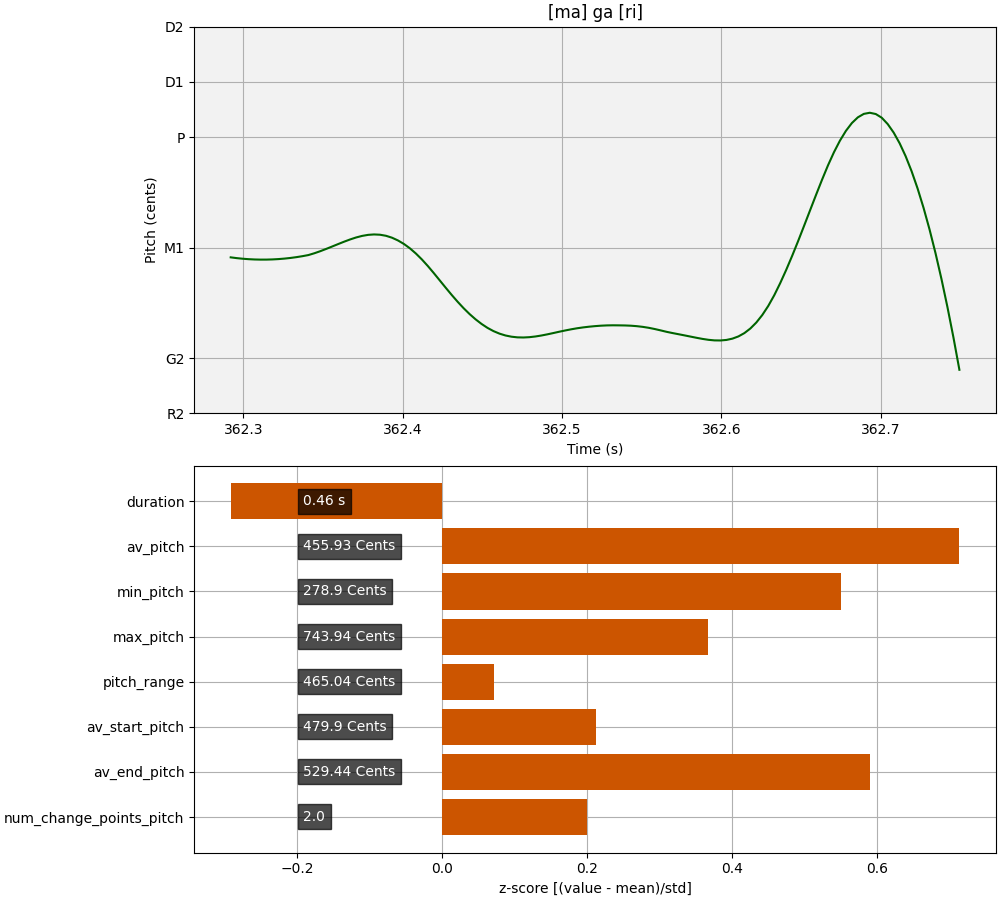 [ma] ga [ri]
D2
D1
P
M1
G2
R2
Pitch (cents)
362.3 362.4 362.5 362.6 362.7
Time (s)
duration 0.46 s
av_pitch 455.93 Cents
min_pitch 278.9 Cents
max_pitch 743.94 Cents
pitch_range 465.04 Cents
av_start_pitch 479.9 Cents
av_end_pitch 529.44 Cents
num_change_points_pitch 2.0
−0.2 0.0 0.2 0.4 0.6
z-score [(value - mean)/std]